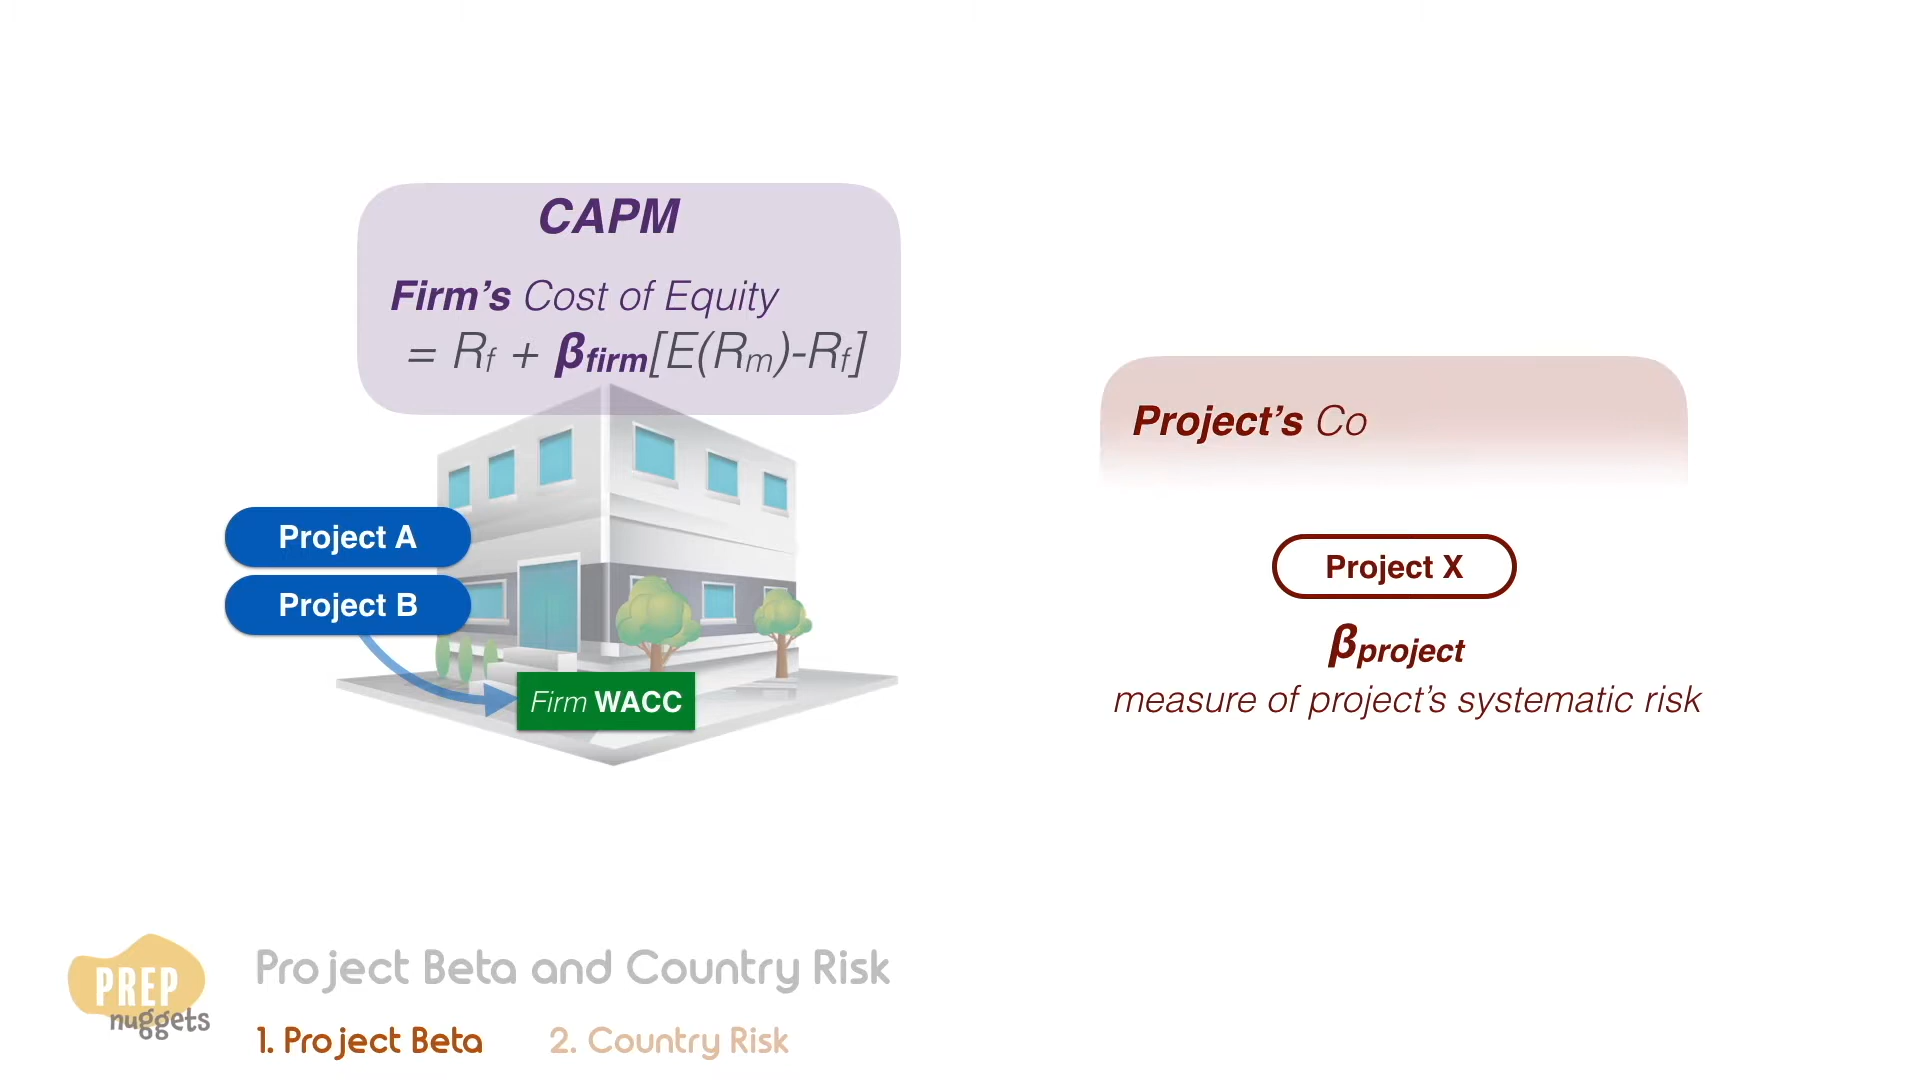 CAPM
Firm's Cost of Equity
= Rf + βfirm[E(Rm)-Rf]
Project A
Project B
Firm WACC
Project's Co
Project X
βproject
measure of project's systematic risk
PREP
nuggets
Project Beta and Country Risk
1. Project Beta 2. Country Risk